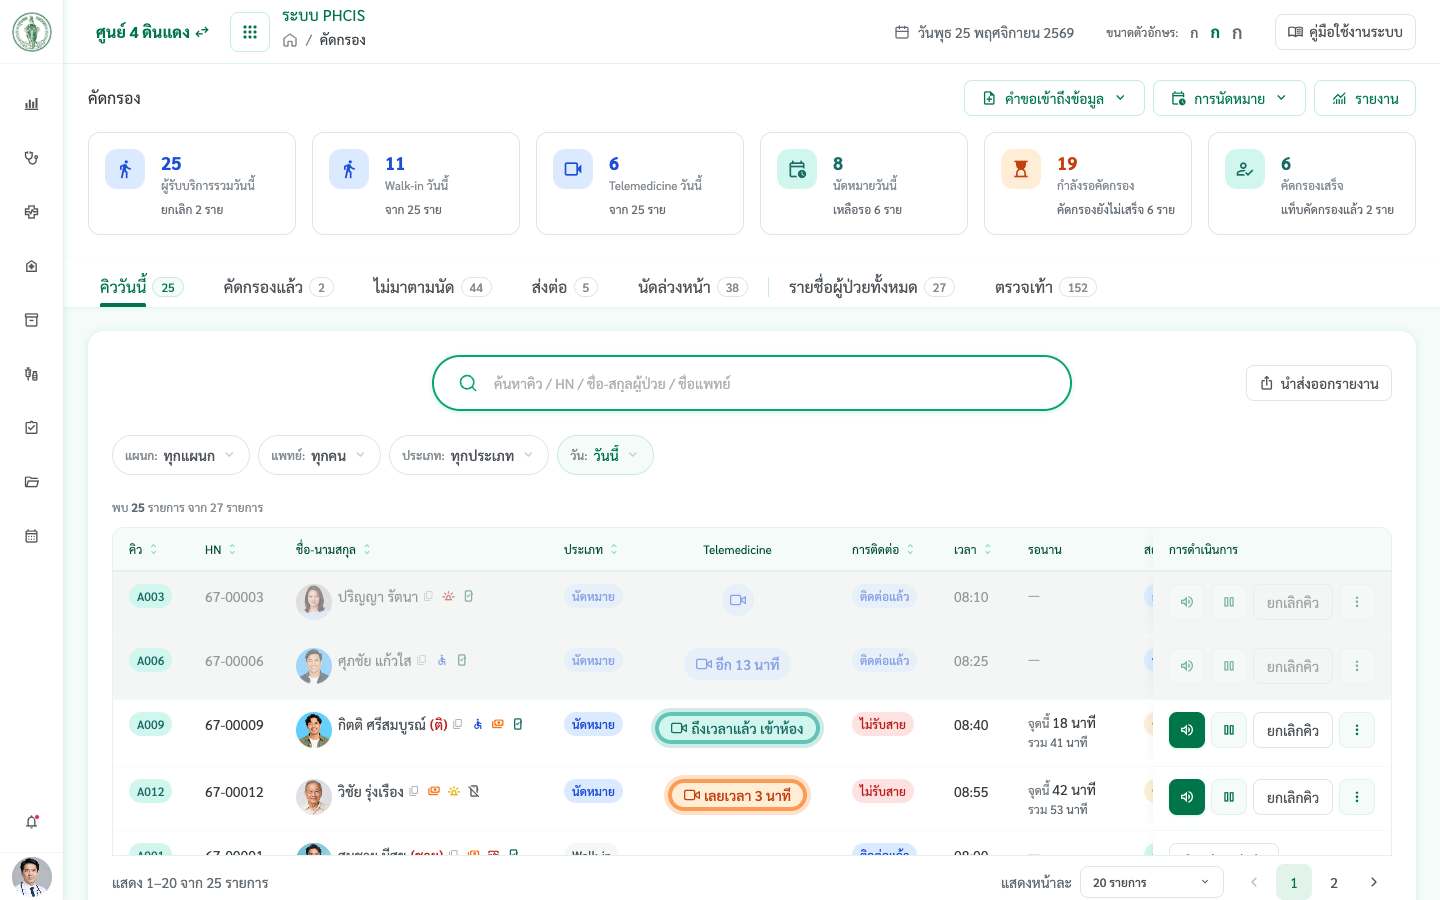 ศูนย์ 4 ดินแดง
ระบบ PHCIS
/ คัดกรอง
วันพุธ 25 พฤศจิกายน 2569
ขนาดตัวอักษร: ก ก ก
คู่มือใช้งานระบบ
คัดกรอง
คำขอเข้าถึงข้อมูล
การนัดหมาย
รายงาน
25
ผู้รับบริการรวมวันนี้
ยกเลิก 2 ราย
11
Walk-in วันนี้
จาก 25 ราย
6
Telemedicine วันนี้
จาก 25 ราย
8
นัดหมายวันนี้
เหลือรอ 6 ราย
19
กำลังรอคัดกรอง
คัดกรองยังไม่เสร็จ 6 ราย
6
คัดกรองเสร็จ
แท็บคัดกรองแล้ว 2 ราย
คิววันนี้ 25
คัดกรองแล้ว 2
ไม่มาตามนัด 44
ส่งต่อ 5
นัดล่วงหน้า 38
รายชื่อผู้ป่วยทั้งหมด 27
ตรวจเท้า 152
ค้นหาคิว / HN / ชื่อ-สกุลผู้ป่วย / ชื่อแพทย์
นำส่งออกรายงาน
แผนก: ทุกแผนก
แพทย์: ทุกคน
ประเภท: ทุกประเภท
วัน: วันนี้
พบ 25 รายการ จาก 27 รายการ
คิว HN ชื่อ-นามสกุล ประเภท Telemedicine การติดต่อ เวลา รอนาน การดำเนินการ
A003 67-00003 ปริญญา รัตนา นัดหมาย ติดต่อแล้ว 08:10 — ยกเลิกคิว
A006 67-00006 ศุภชัย แก้วใส นัดหมาย อีก 13 นาที ติดต่อแล้ว 08:25 — ยกเลิกคิว
A009 67-00009 กิตติ ศรีสมบูรณ์ (ติ) นัดหมาย ถึงเวลาแล้ว เข้าห้อง ไม่รับสาย 08:40 จุดนี้ 18 นาที ยกเลิกคิว
รวม 41 นาที
A012 67-00012 วิชัย รุ่งเรือง นัดหมาย เลยเวลา 3 นาที ไม่รับสาย 08:55 จุดนี้ 42 นาที ยกเลิกคิว
รวม 53 นาที
แสดง 1–20 จาก 25 รายการ
แสดงหน้าละ 20 รายการ
1 2